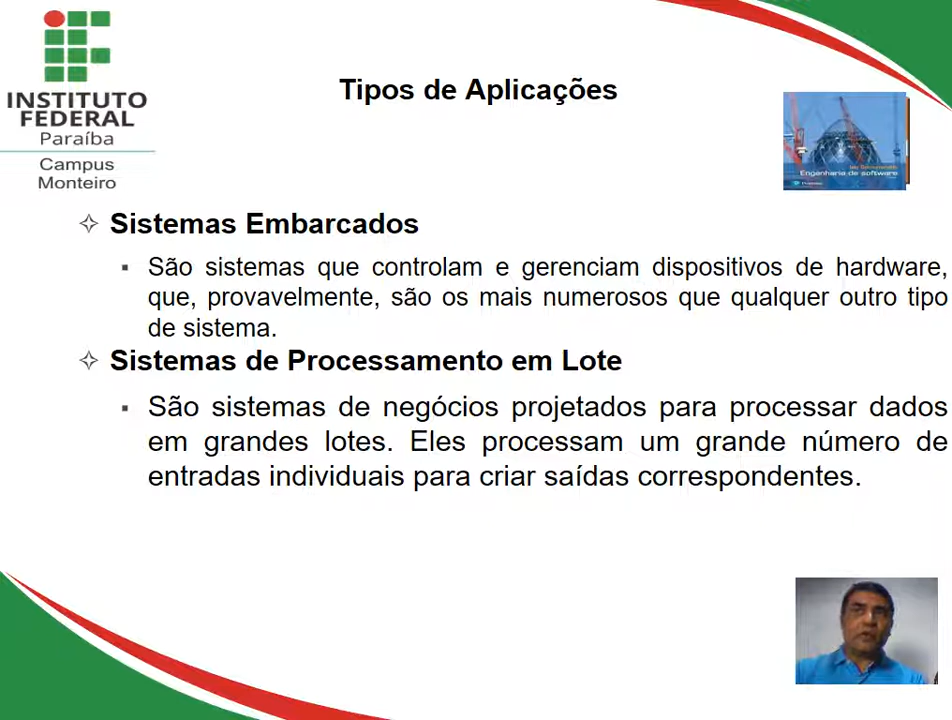 INSTITUTO
FEDERAL
Paraíba
Campus
Monteiro
Tipos de Aplicações
Engenharia de software
✧ Sistemas Embarcados
▪ São sistemas que controlam e gerenciam dispositivos de hardware,
que, provavelmente, são os mais numerosos que qualquer outro tipo
de sistema.
✧ Sistemas de Processamento em Lote
▪ São sistemas de negócios projetados para processar dados
em grandes lotes. Eles processam um grande número de
entradas individuais para criar saídas correspondentes.